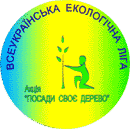 ВСЕУКРАЇНСЬКА ЕКОЛОГІЧНА ЛІГА
Акція
"ПОСАДИ СВОЄ ДЕРЕВО"